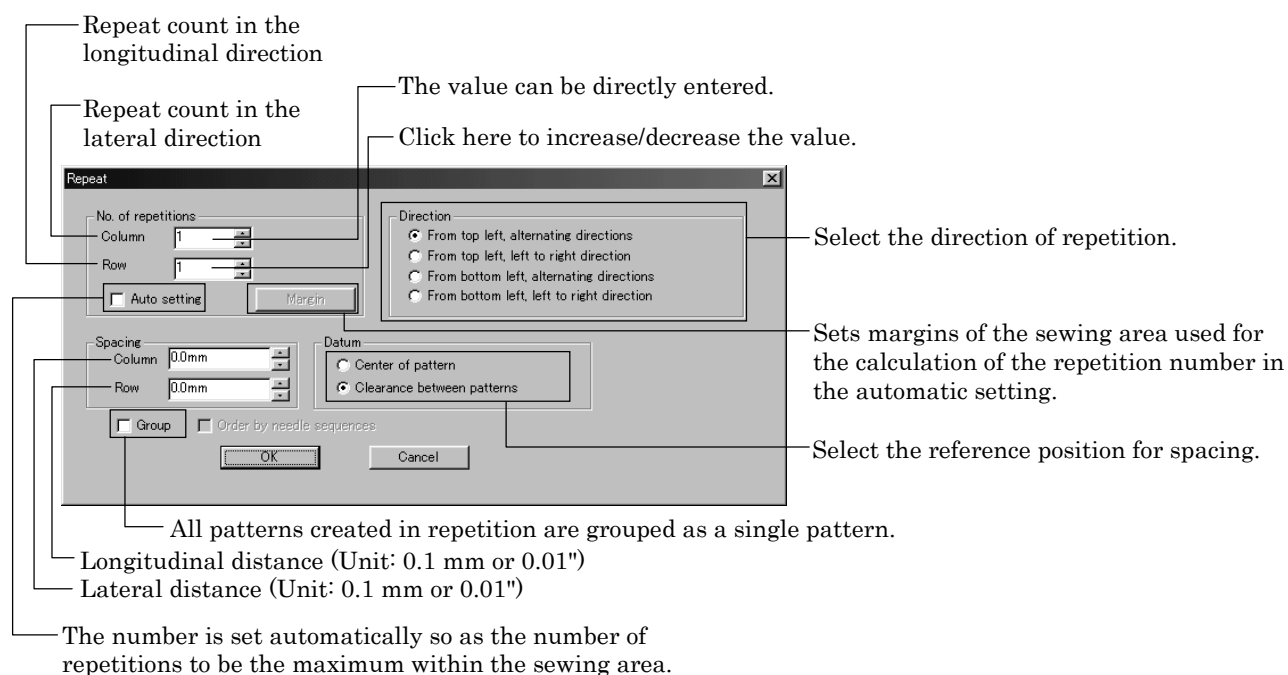 Repeat count in the
longitudinal direction
The value can be directly entered.
Repeat count in the
lateral direction
Click here to increase/decrease the value.
Repeat
No. of repetitions
Column 1
Row 1
Auto setting Margin
Direction
From top left, alternating directions
From top left, left to right direction
From bottom left, alternating directions
From bottom left, left to right direction
Select the direction of repetition.
Sets margins of the sewing area used for
the calculation of the repetition number in
the automatic setting.
Spacing
Column 0.0mm
Row 0.0mm
Datum
Center of pattern
Clearance between patterns
Group Order by needle sequences
OK Cancel
Select the reference position for spacing.
All patterns created in repetition are grouped as a single pattern.
Longitudinal distance (Unit: 0.1 mm or 0.01")
Lateral distance (Unit: 0.1 mm or 0.01")
The number is set automatically so as the number of
repetitions to be the maximum within the sewing area.